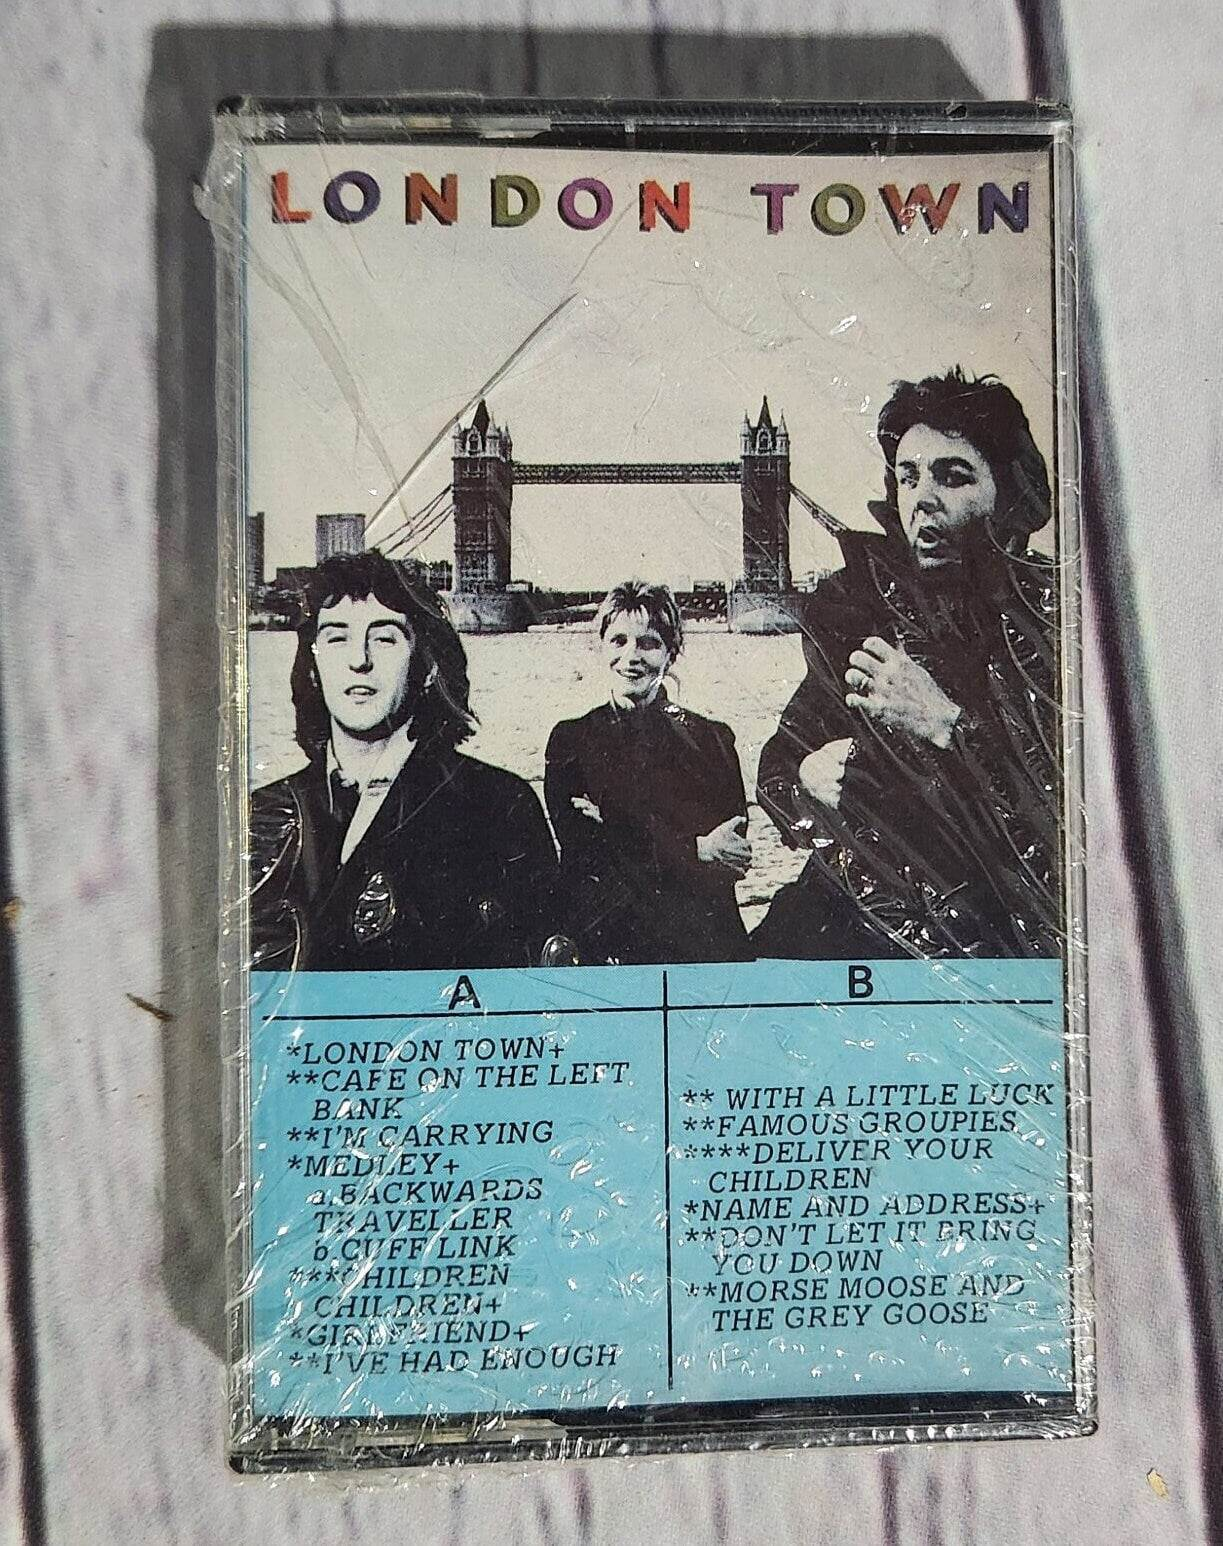 LONDON TOWN
A
*LONDON TOWN+
**CAFE ON THE LEFT
BANK
**I'M CARRYING
*MEDLEY+
a.BACKWARDS
TRAVELLER
b.CUFF LINK
***CHILDREN
CHILDREN+
*GIRLFRIEND+
**I'VE HAD ENOUGH
B
** WITH A LITTLE LUCK
**FAMOUS GROUPIES
****DELIVER YOUR
CHILDREN
*NAME AND ADDRESS+
**DON'T LET IT BRING
YOU DOWN
**MORSE MOOSE AND
THE GREY GOOSE